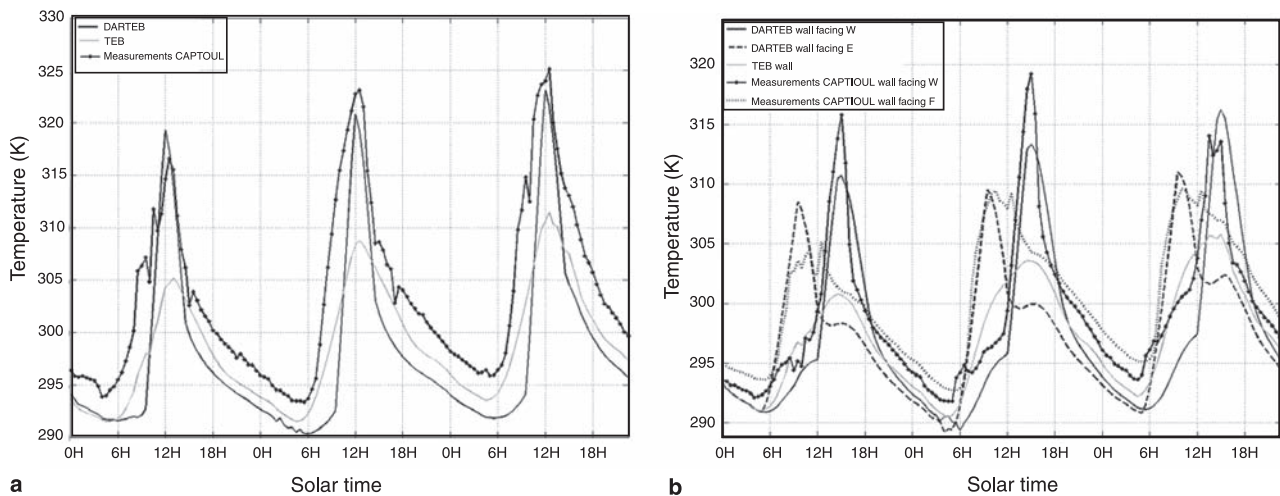 330
325
320
315
310
305
300
295
290
Temperature (K)
DARTEB
TEB
Measurements CAPTOUL
0H 6H 12H 18H 0H 6H 12H 18H 0H 6H 12H 18H
a
Solar time
320
315
310
305
300
295
290
Temperature (K)
DARTEB wall facing W
DARTEB wall facing E
TEB wall
Measurements CAPTIOUL wall facing W
Measurements CAPTIOUL wall facing F
0H 6H 12H 18H 0H 6H 12H 18H 0H 6H 12H 18H
b
Solar time